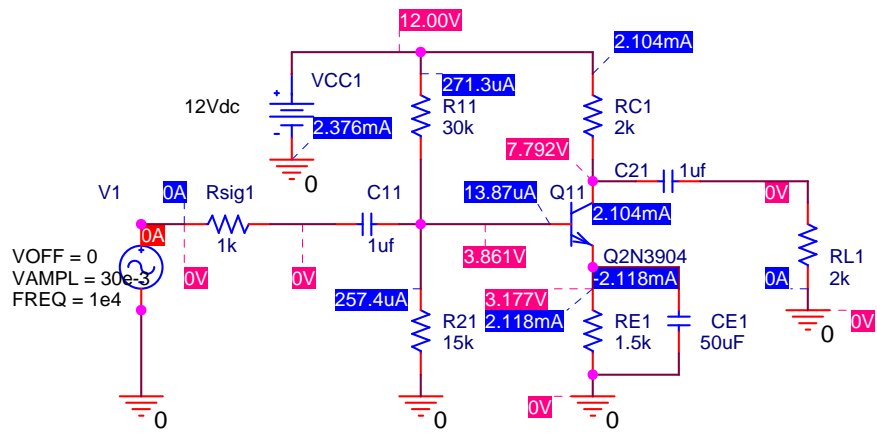 12.00V
2.104mA
VCC1
271.3uA
R11
30k
RC1
2k
12Vdc
2.376mA
0
7.792V
C21
1uf
V1
0A
Rsig1
1k
C11
1uf
13.87uA
Q11
2.104mA
0V
0A
VOFF = 0
VAMPL = 30e-3
FREQ = 1e4
0V
0V
3.861V
Q2N3904
-2.118mA
RL1
2k
0A
257.4uA
3.177V
2.118mA
R21
15k
RE1
1.5k
CE1
50uF
0V
0
0V
0
0
0